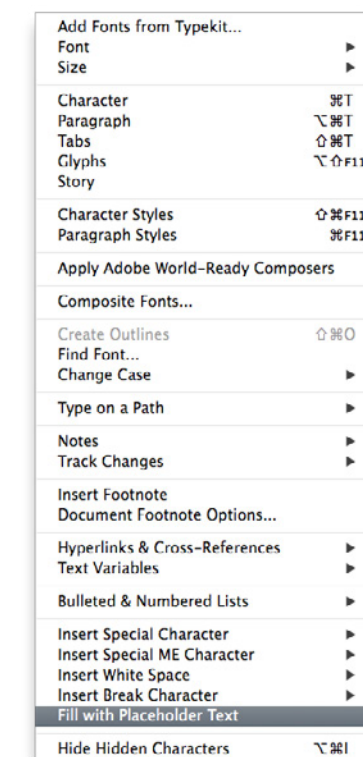 Add Fonts from Typekit...
Font ▶
Size ▶
Character ⌘T
Paragraph ⌥⌘T
Tabs ⇧⌘T
Glyphs ⌥⇧F11
Story
Character Styles ⇧⌘F11
Paragraph Styles ⌘F11
Apply Adobe World-Ready Composers
Composite Fonts...
Create Outlines ⇧⌘O
Find Font...
Change Case ▶
Type on a Path ▶
Notes ▶
Track Changes ▶
Insert Footnote
Document Footnote Options...
Hyperlinks & Cross-References ▶
Text Variables ▶
Bulleted & Numbered Lists ▶
Insert Special Character ▶
Insert Special ME Character ▶
Insert White Space ▶
Insert Break Character ▶
Fill with Placeholder Text
Hide Hidden Characters ⌥⌘I